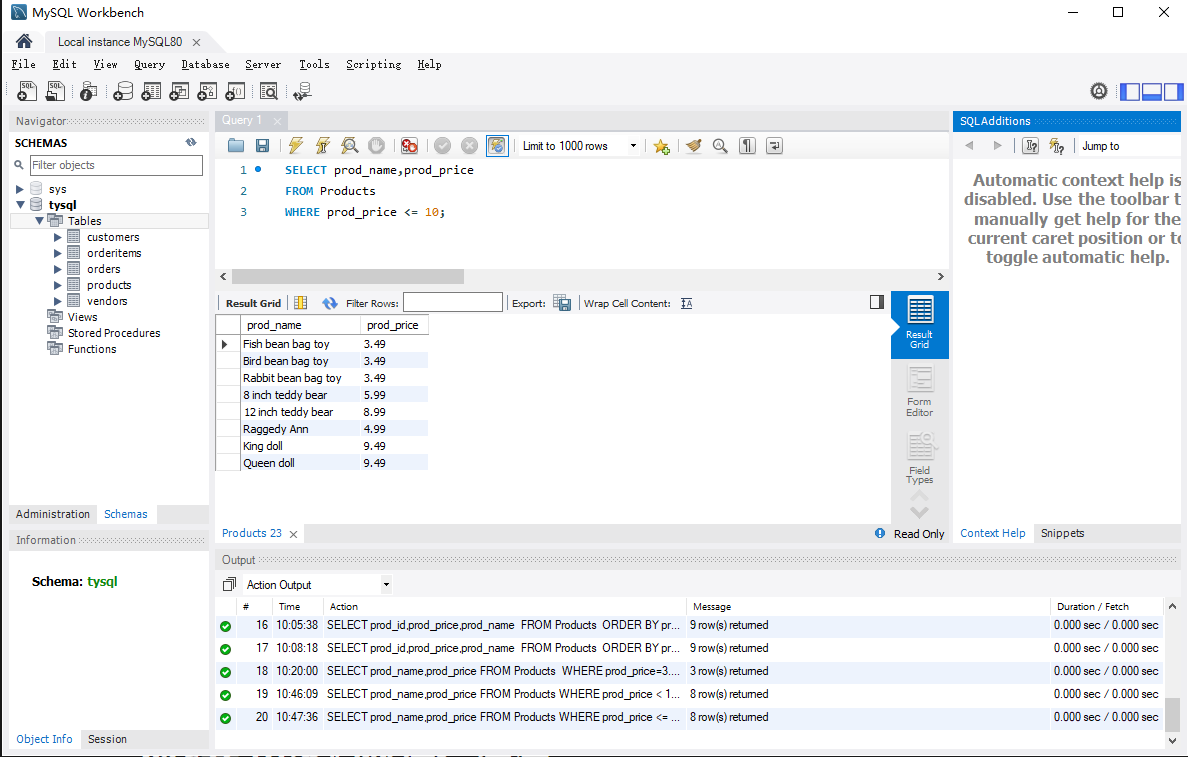 MySQL Workbench
Local instance MySQL80
File Edit View Query Database Server Tools Scripting Help
Navigator
SCHEMAS
Filter objects
sys
tysql
Tables
customers
orderitems
orders
products
vendors
Views
Stored Procedures
Functions
Administration Schemas
Information
Schema: tysql
Object Info Session
Query 1
Limit to 1000 rows
1 SELECT prod_name,prod_price
2 FROM Products
3 WHERE prod_price <= 10;
Result Grid Filter Rows: Export: Wrap Cell Content:
prod_name prod_price
Fish bean bag toy 3.49
Bird bean bag toy 3.49
Rabbit bean bag toy 3.49
8 inch teddy bear 5.99
12 inch teddy bear 8.99
Raggedy Ann 4.99
King doll 9.49
Queen doll 9.49
Result
Grid
Form
Editor
Field
Types
Products 23
Read Only
SQLAdditions
Jump to
Automatic context help is
disabled. Use the toolbar t
manually get help for the
current caret position or to
toggle automatic help.
Context Help Snippets
Output
Action Output
# Time Action Message Duration / Fetch
16 10:05:38 SELECT prod_id,prod_price,prod_name FROM Products ORDER BY pr... 9 row(s) returned 0.000 sec / 0.000 sec
17 10:08:18 SELECT prod_id,prod_price,prod_name FROM Products ORDER BY pr... 9 row(s) returned 0.000 sec / 0.000 sec
18 10:20:00 SELECT prod_name,prod_price FROM Products WHERE prod_price=3.... 3 row(s) returned 0.000 sec / 0.000 sec
19 10:46:09 SELECT prod_name,prod_price FROM Products WHERE prod_price < 1... 8 row(s) returned 0.000 sec / 0.000 sec
20 10:47:36 SELECT prod_name,prod_price FROM Products WHERE prod_price <= ... 8 row(s) returned 0.000 sec / 0.000 sec